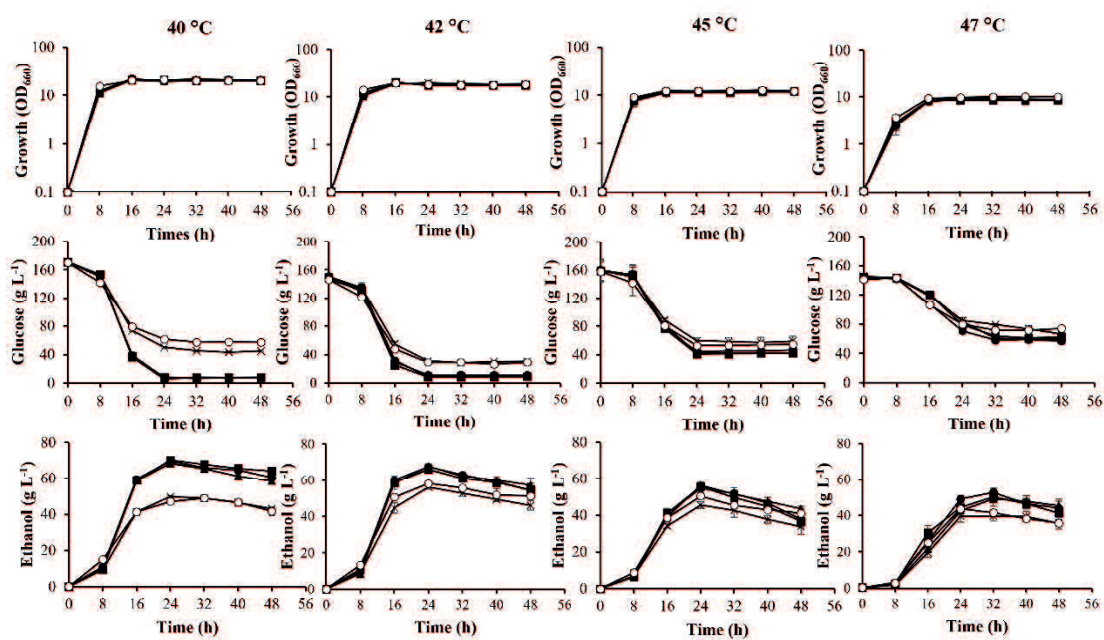 40 °C
42 °C
45 °C
47 °C
Growth (OD660)
100
10
1
0.1
0 8 16 24 32 40 48 56
Times (h)
Growth (OD660)
100
10
1
0.1
0 8 16 24 32 40 48 56
Time (h)
Growth (OD660)
100
10
1
0.1
0 8 16 24 32 40 48 56
Time (h)
Growth (OD660)
100
10
1
0.1
0 8 16 24 32 40 48 56
Time (h)
Glucose (g L-1)
200
160
120
80
40
0
0 8 16 24 32 40 48 56
Time (h)
Glucose (g L-1)
200
160
120
80
40
0
0 8 16 24 32 40 48 56
Time (h)
Glucose (g L-1)
200
160
120
80
40
0
0 8 16 24 32 40 48 56
Time (h)
Glucose (g L-1)
200
160
120
80
40
0
0 8 16 24 32 40 48 56
Time (h)
Ethanol (g L-1)
80
60
40
20
0
0 8 16 24 32 40 48 56
Time (h)
Ethanol (g L-1)
80
60
40
20
0
0 8 16 24 32 40 48 56
Time (h)
Ethanol (g L-1)
80
60
40
20
0
0 8 16 24 32 40 48 56
Time (h)
Ethanol (g L-1)
80
60
40
20
0
0 8 16 24 32 40 48 56
Time (h)